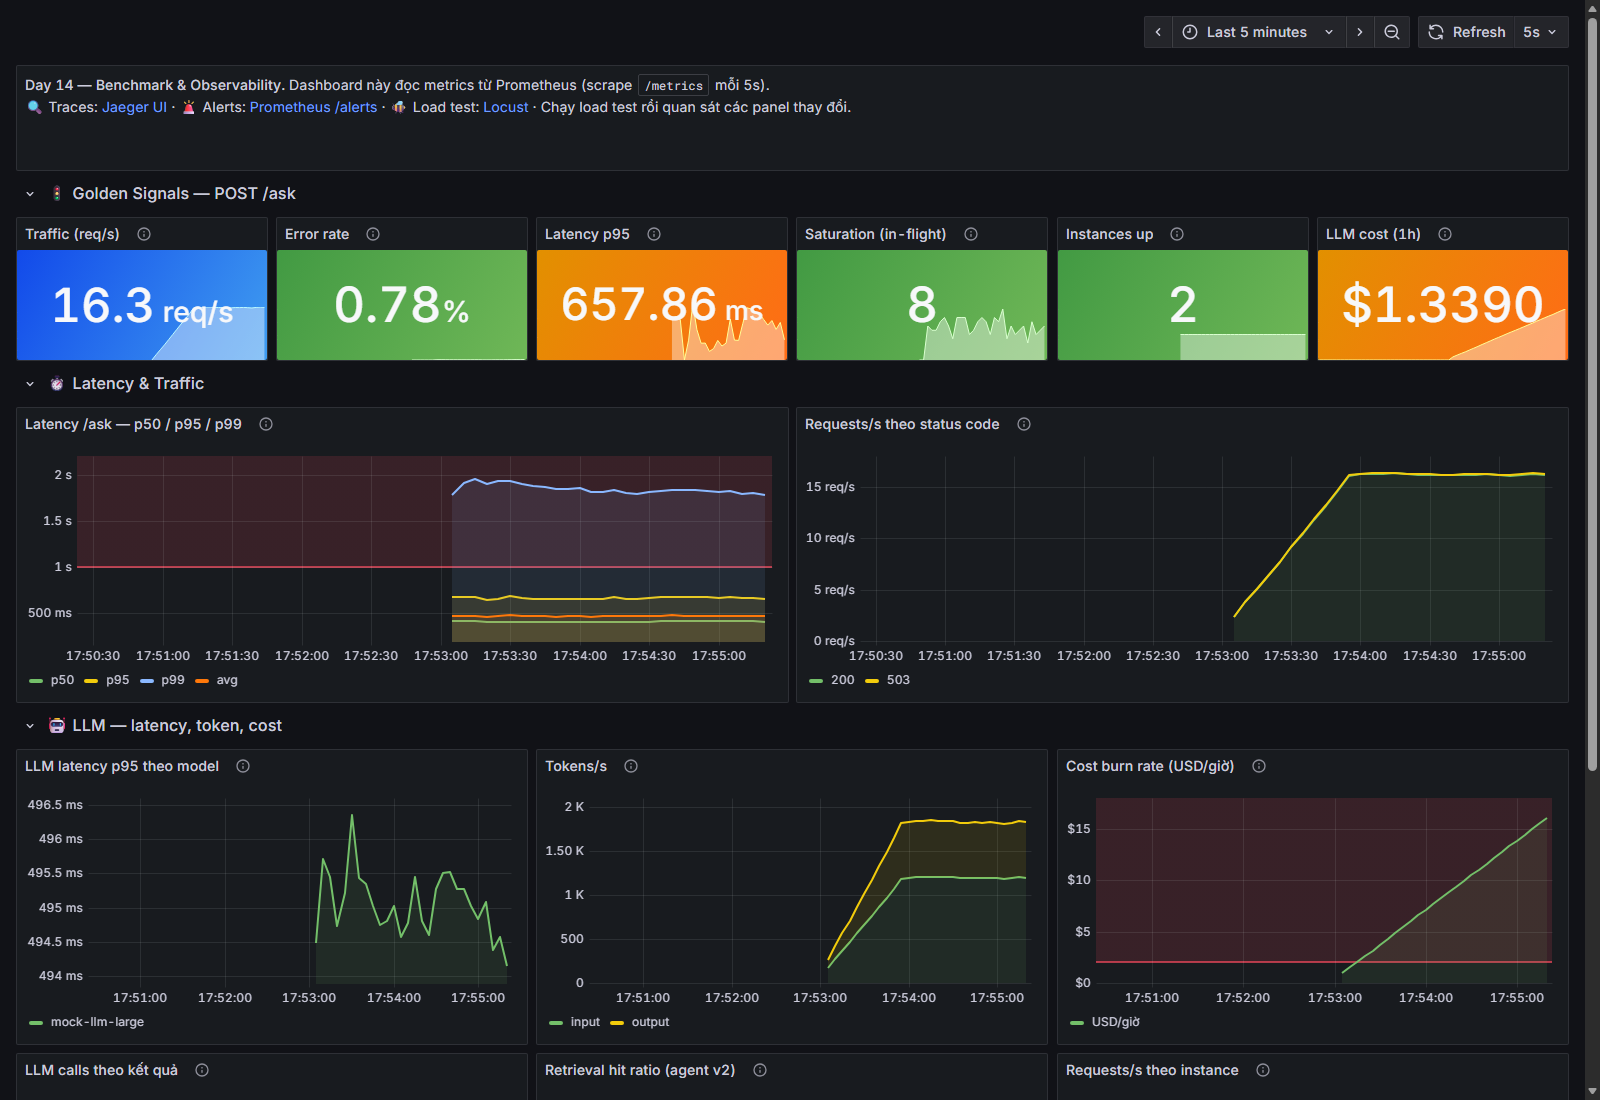 Last 5 minutes
Refresh
5s
Day 14 — Benchmark & Observability. Dashboard này đọc metrics từ Prometheus (scrape /metrics mỗi 5s).
Traces: Jaeger UI · Alerts: Prometheus /alerts · Load test: Locust · Chạy load test rồi quan sát các panel thay đổi.
Golden Signals — POST /ask
Traffic (req/s)
16.3 req/s
Error rate
0.78%
Latency p95
657.86 ms
Saturation (in-flight)
8
Instances up
2
LLM cost (1h)
$1.3390
Latency & Traffic
Latency /ask — p50 / p95 / p99
2 s
1.5 s
1 s
500 ms
17:50:30 17:51:00 17:51:30 17:52:00 17:52:30 17:53:00 17:53:30 17:54:00 17:54:30 17:55:00
p50 p95 p99 avg
Requests/s theo status code
15 req/s
10 req/s
5 req/s
0 req/s
17:50:30 17:51:00 17:51:30 17:52:00 17:52:30 17:53:00 17:53:30 17:54:00 17:54:30 17:55:00
200 503
LLM — latency, token, cost
LLM latency p95 theo model
496.5 ms
496 ms
495.5 ms
495 ms
494.5 ms
494 ms
17:51:00 17:52:00 17:53:00 17:54:00 17:55:00
mock-llm-large
Tokens/s
2 K
1.50 K
1 K
500
0
17:51:00 17:52:00 17:53:00 17:54:00 17:55:00
input output
Cost burn rate (USD/giờ)
$15
$10
$5
$0
17:51:00 17:52:00 17:53:00 17:54:00 17:55:00
USD/giờ
LLM calls theo kết quả
Retrieval hit ratio (agent v2)
Requests/s theo instance